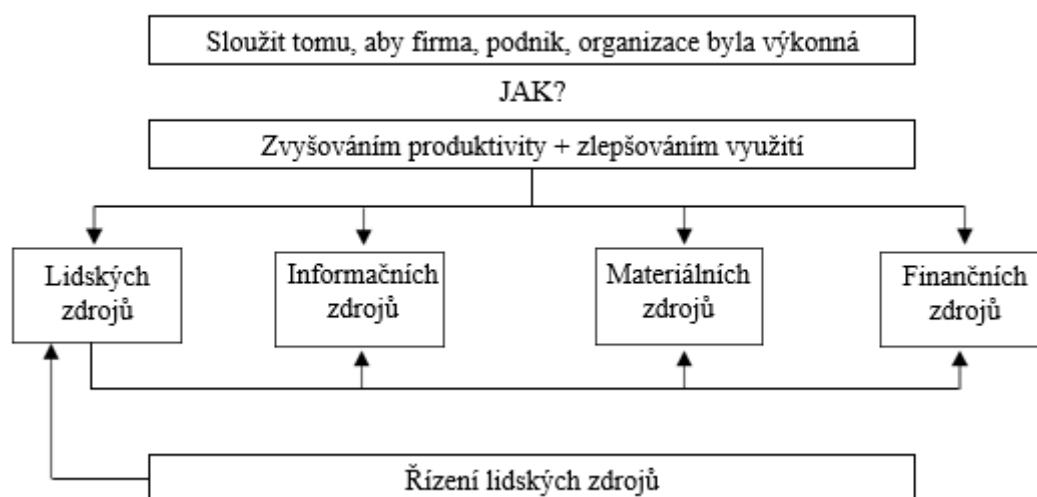 Sloužit tomu, aby firma, podnik, organizace byla výkonná
JAK?
Zvyšováním produktivity + zlepšováním využití
Lidských
zdrojů
Informačních
zdrojů
Materiálních
zdrojů
Finančních
zdrojů
Řízení lidských zdrojů